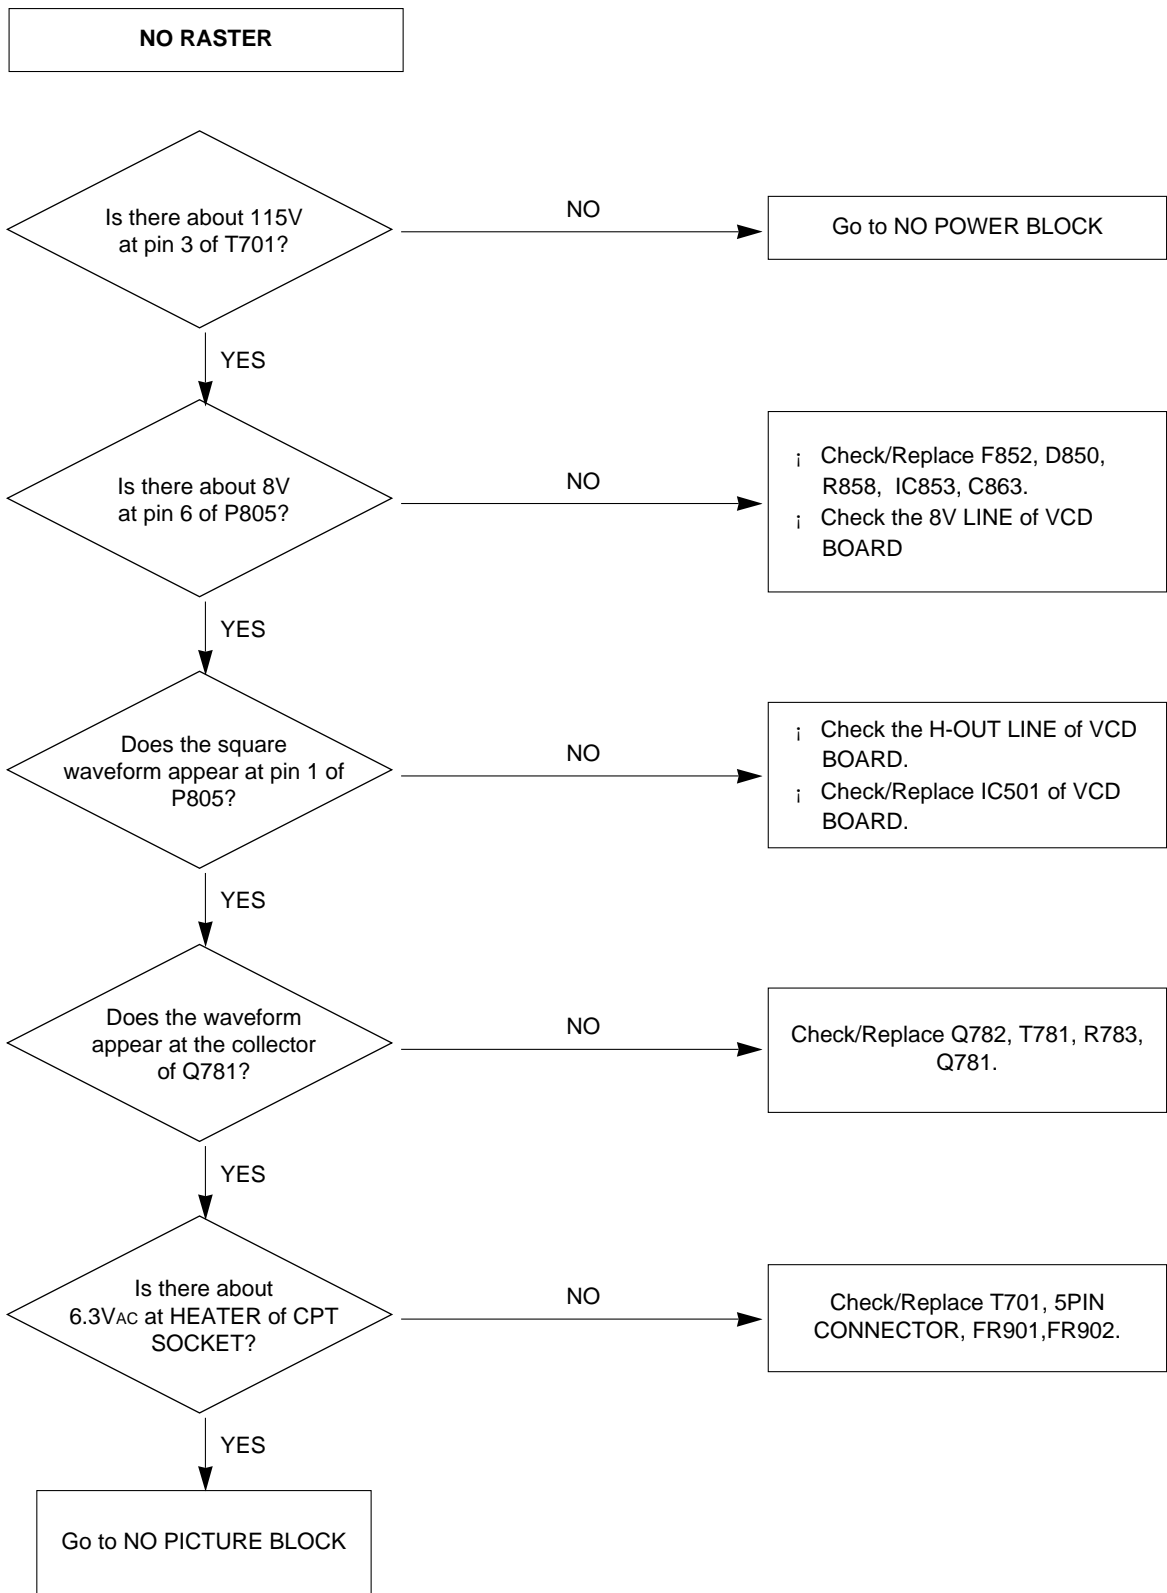 NO RASTER
Is there about 115V
at pin 3 of T701?
NO
Go to NO POWER BLOCK
YES
Is there about 8V
at pin 6 of P805?
NO
¡ Check/Replace F852, D850,
R858, IC853, C863.
¡ Check the 8V LINE of VCD
BOARD
YES
Does the square
waveform appear at pin 1 of
P805?
NO
¡ Check the H-OUT LINE of VCD
BOARD.
¡ Check/Replace IC501 of VCD
BOARD.
YES
Does the waveform
appear at the collector
of Q781?
NO
Check/Replace Q782, T781, R783,
Q781.
YES
Is there about
6.3VAC at HEATER of CPT
SOCKET?
NO
Check/Replace T701, 5PIN
CONNECTOR, FR901,FR902.
YES
Go to NO PICTURE BLOCK